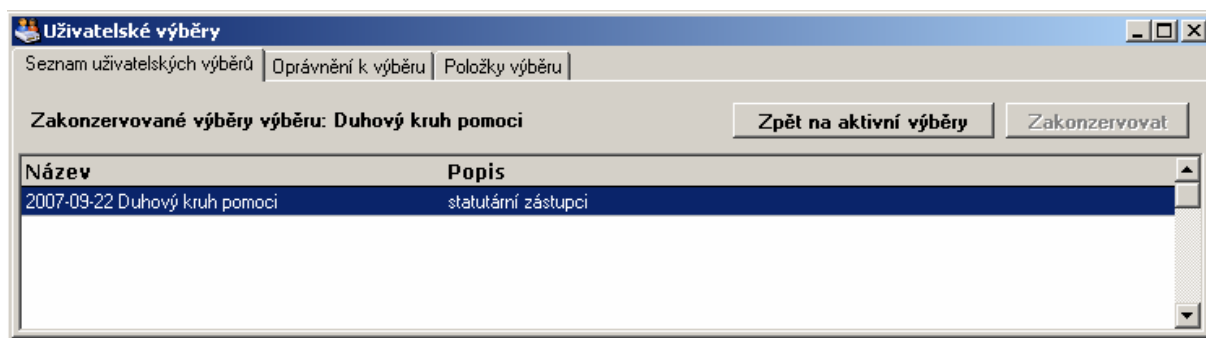 Uživatelské výběry
Seznam uživatelských výběrů Oprávnění k výběru Položky výběru
Zakonzervované výběry výběru: Duhový kruh pomoci Zpět na aktivní výběry Zakonzervovat
Název Popis
2007-09-22 Duhový kruh pomoci statutární zástupci